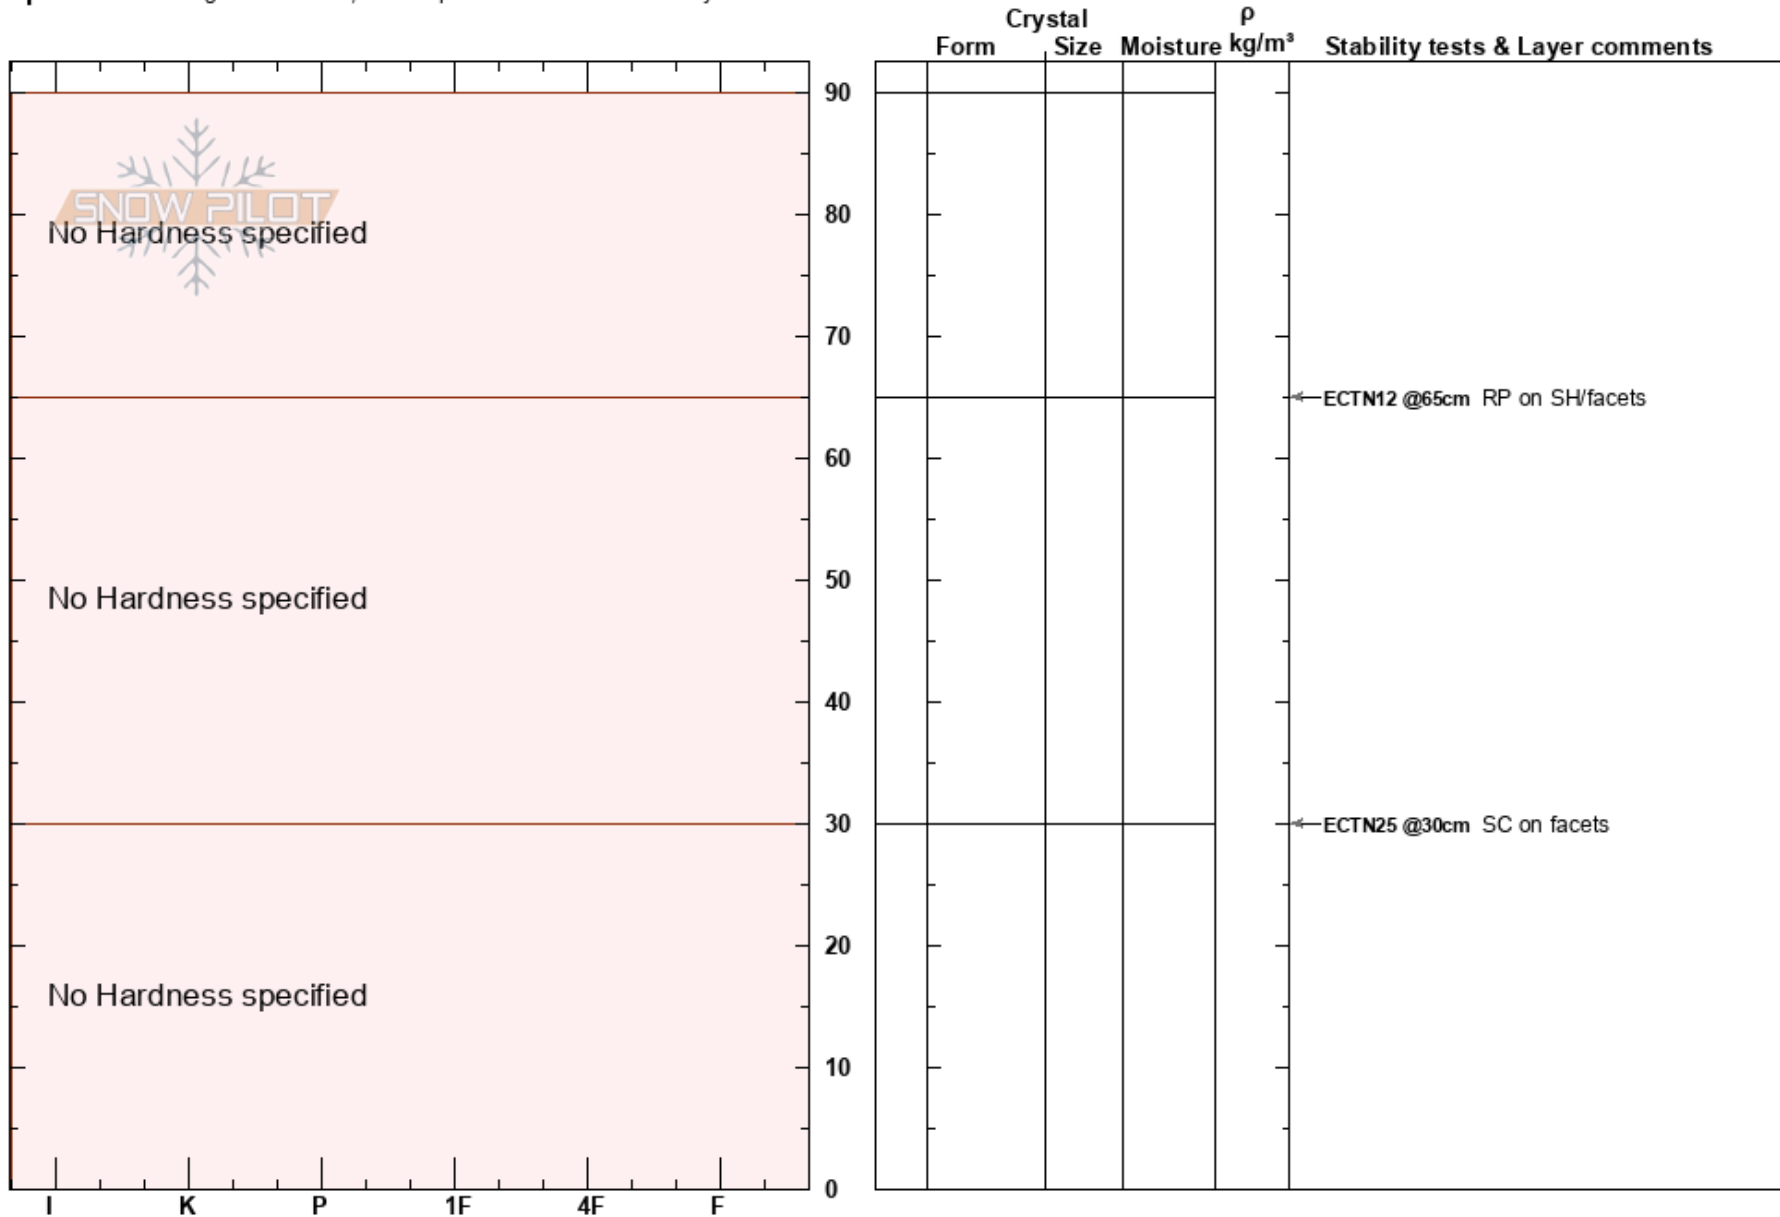 Crystal
ρ
Form Size Moisture kg/m³ Stability tests & Layer comments
90
SNOW PILOT
80
No Hardness specified
70
ECTN12 @65cm RP on SH/facets
60
50
No Hardness specified
40
30
ECTN25 @30cm SC on facets
20
No Hardness specified
10
0
I K P 1F 4F F